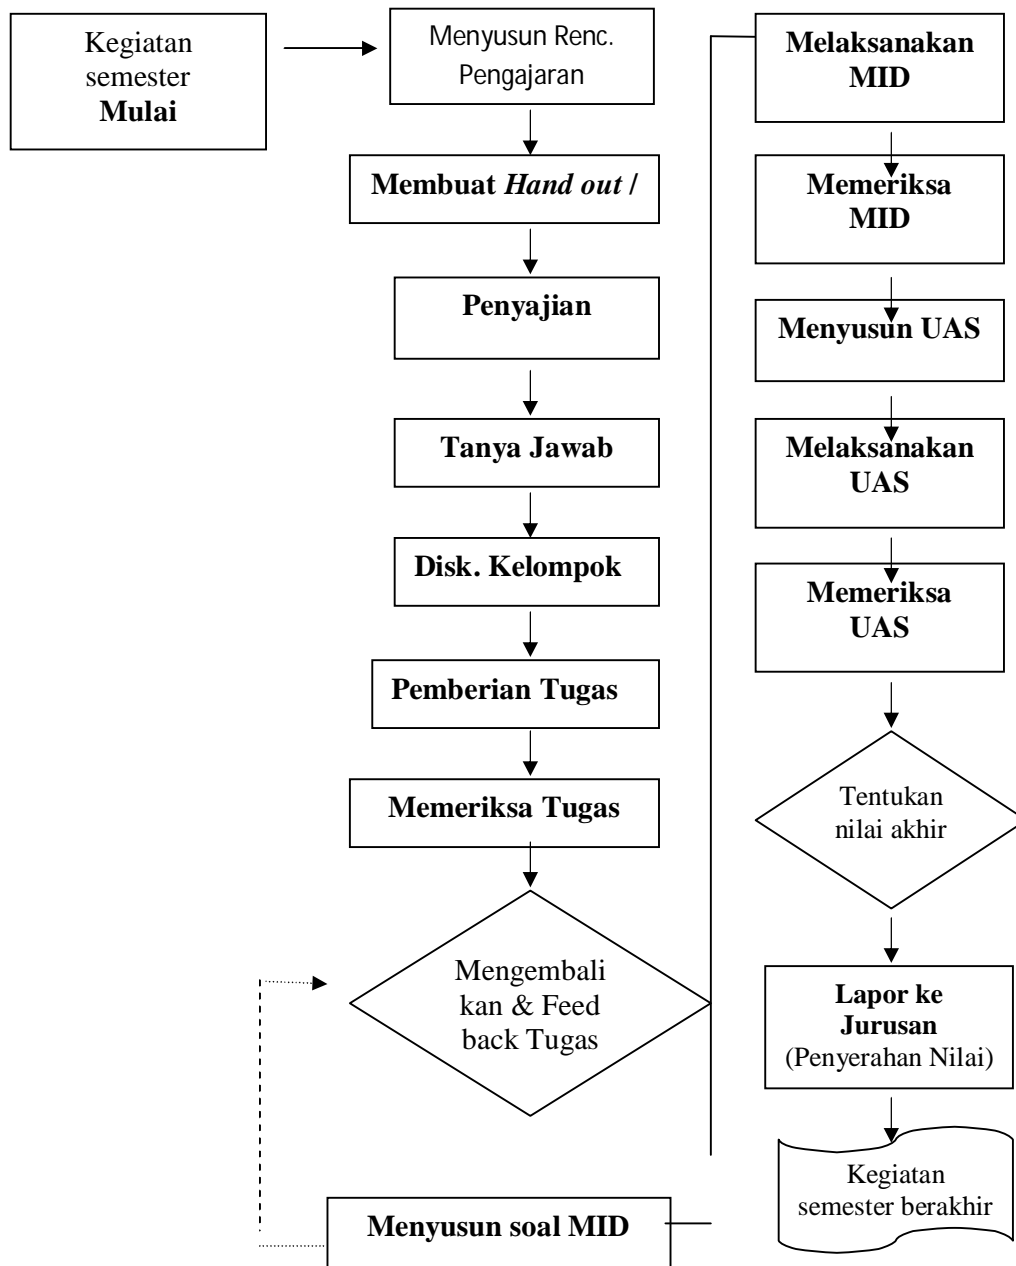 Kegiatan
semester
Mulai
Menyusun Renc.
Pengajaran
Membuat Hand out /
Penyajian
Tanya Jawab
Disk. Kelompok
Pemberian Tugas
Memeriksa Tugas
Mengembali
kan & Feed
back Tugas
Menyusun soal MID
Melaksanakan
MID
Memeriksa
MID
Menyusun UAS
Melaksanakan
UAS
Memeriksa
UAS
Tentukan
nilai akhir
Lapor ke
Jurusan
(Penyerahan Nilai)
Kegiatan
semester berakhir